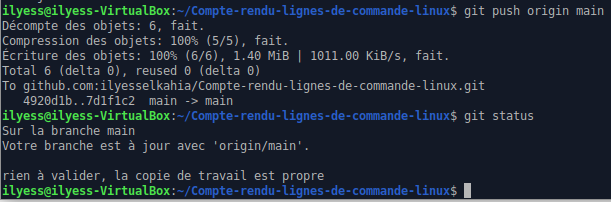 ilyess@ilyess-VirtualBox:~/Compte-rendu-lignes-de-commande-linux$ git push origin main
Décompte des objets: 6, fait.
Compression des objets: 100% (5/5), fait.
Écriture des objets: 100% (6/6), 1.40 MiB | 1011.00 KiB/s, fait.
Total 6 (delta 0), reused 0 (delta 0)
To github.com:ilyesselkahia/Compte-rendu-lignes-de-commande-linux.git
   4920d1b..7d1f1c2  main -> main
ilyess@ilyess-VirtualBox:~/Compte-rendu-lignes-de-commande-linux$ git status
Sur la branche main
Votre branche est à jour avec 'origin/main'.

rien à valider, la copie de travail est propre
ilyess@ilyess-VirtualBox:~/Compte-rendu-lignes-de-commande-linux$